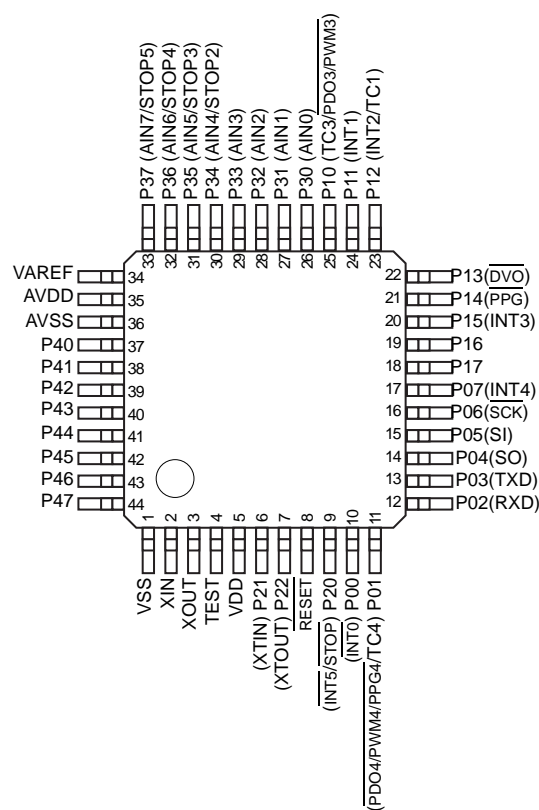 P37 (AIN7/STOP5)
P36 (AIN6/STOP4)
P35 (AIN5/STOP3)
P34 (AIN4/STOP2)
P33 (AIN3)
P32 (AIN2)
P31 (AIN1)
P30 (AIN0)
P10 (TC3/PDO3/PWM3)
P11 (INT1)
P12 (INT2/TC1)
33 32 31 30 29 28 27 26 25 24 23
VAREF 34
AVDD 35
AVSS 36
P40 37
P41 38
P42 39
P43 40
P44 41
P45 42
P46 43
P47 44
22 P13(DVO)
21 P14(PPG)
20 P15(INT3)
19 P16
18 P17
17 P07(INT4)
16 P06(SCK)
15 P05(SI)
14 P04(SO)
13 P03(TXD)
12 P02(RXD)
1 2 3 4 5 6 7 8 9 10 11
VSS
XIN
XOUT
TEST
VDD
(XTIN) P21
(XTOUT) P22
RESET
(INT5/STOP) P20
(INT0) P00
(PDO4/PWM4/PPG4/TC4) P01